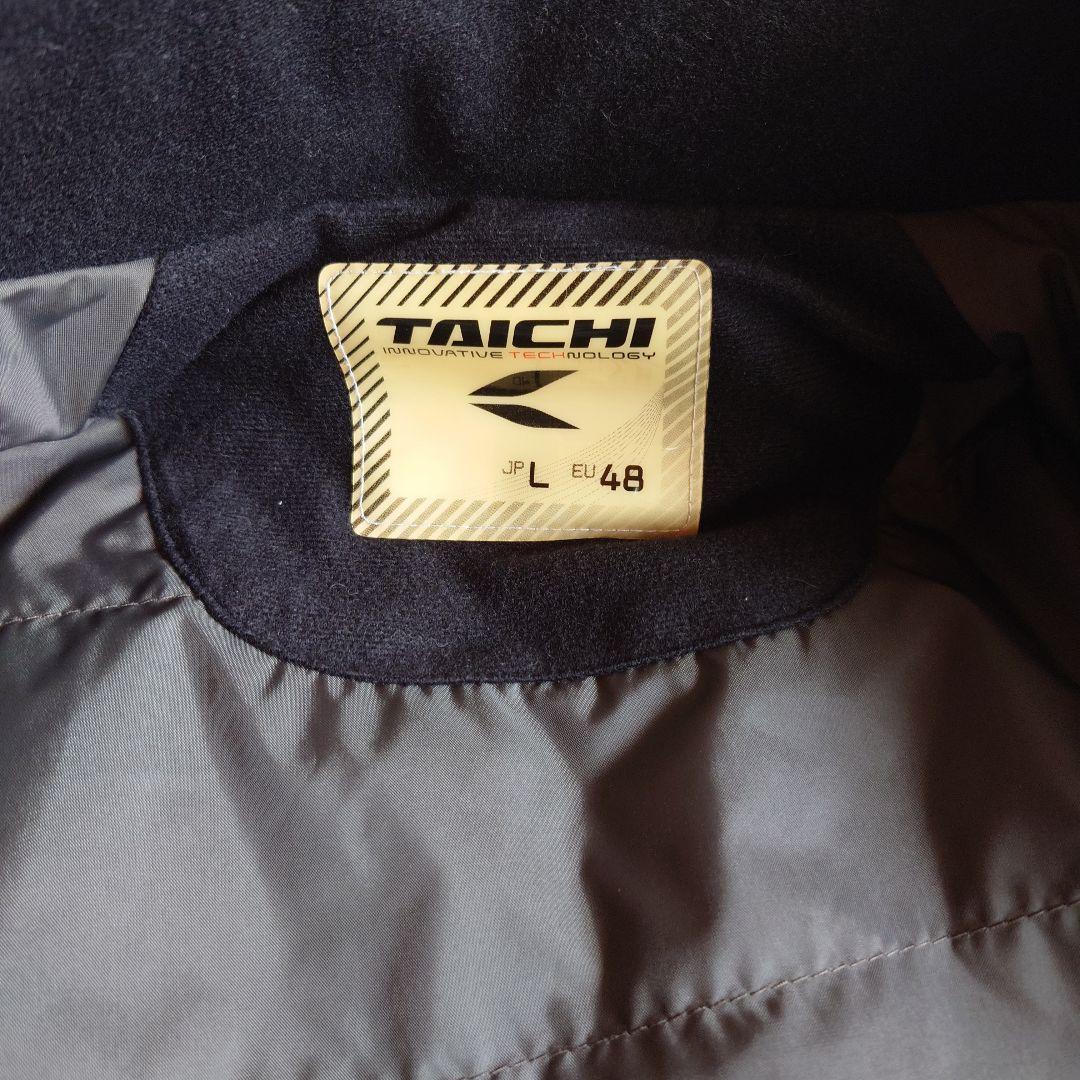 TAICHI
INNOVATIVE TECHNOLOGY
JP L EU 48